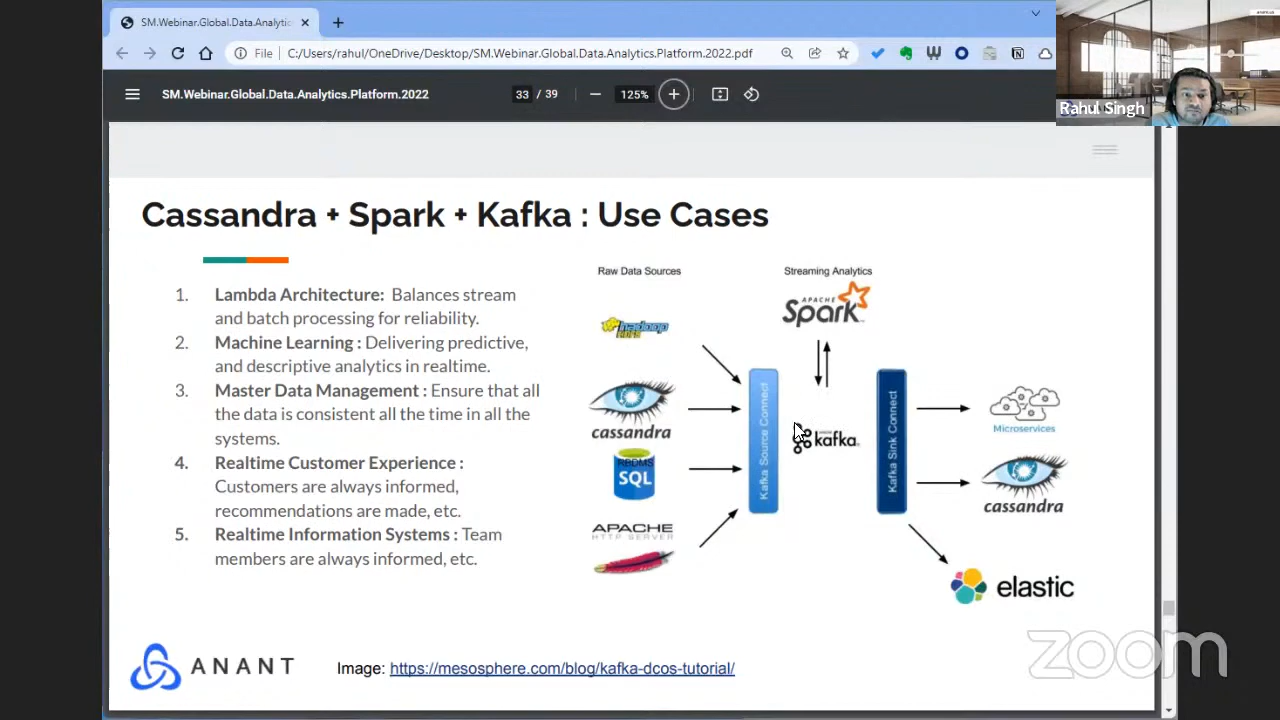 SM.Webinar.Global.Data.Analytic
File
C:/Users/rahul/OneDrive/Desktop/SM.Webinar.Global.Data.Analytics.Platform.2022.pdf
SM.Webinar.Global.Data.Analytics.Platform.2022
33 / 39
125%
Rahul Singh
Cassandra + Spark + Kafka : Use Cases
1. Lambda Architecture: Balances stream
and batch processing for reliability.
2. Machine Learning : Delivering predictive,
and descriptive analytics in realtime.
3. Master Data Management : Ensure that all
the data is consistent all the time in all the
systems.
4. Realtime Customer Experience :
Customers are always informed,
recommendations are made, etc.
5. Realtime Information Systems : Team
members are always informed, etc.
Raw Data Sources
hadoop
cassandra
RBDMS
SQL
APACHE
HTTP SERVER
Kafka Source Connect
Streaming Analytics
APACHE
Spark
kafka
Kafka Sink Connect
Microservices
cassandra
elastic
ANANT
Image: https://mesosphere.com/blog/kafka-dcos-tutorial/
zoom